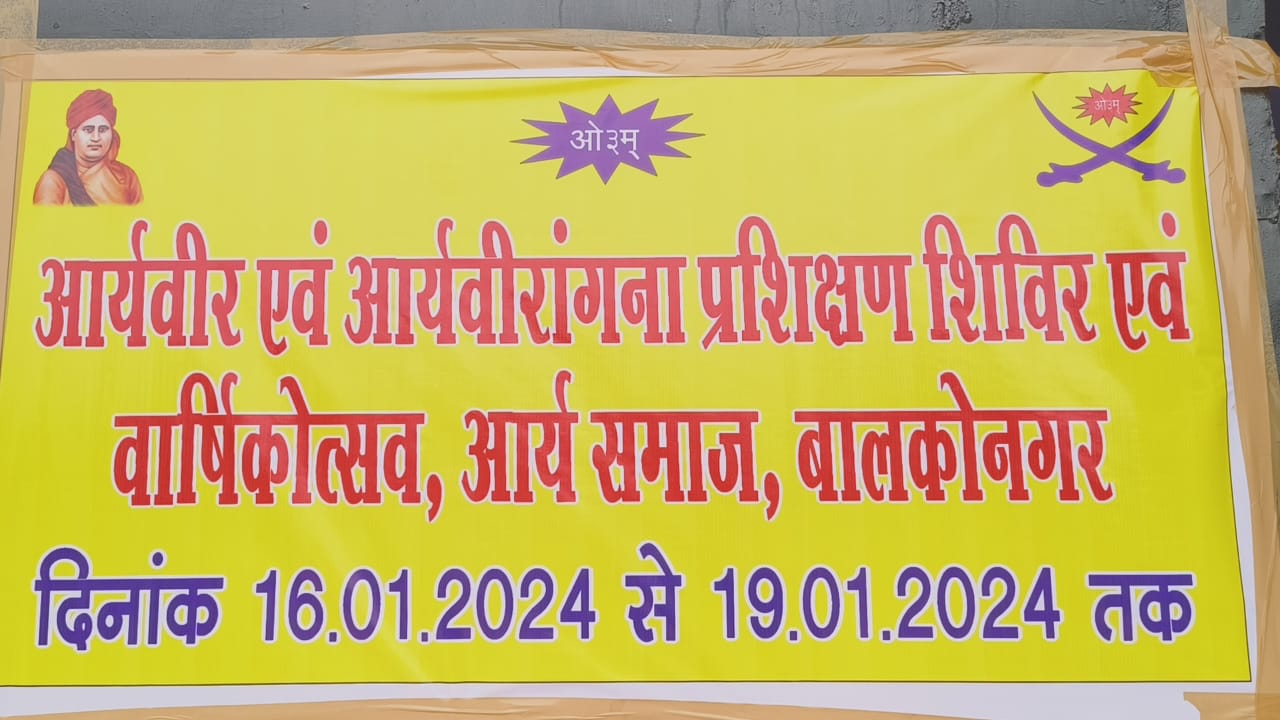 ओ३म्
ओ३म्
आर्यवीर एवं आर्यवीरांगना प्रशिक्षण शिविर एवं
वार्षिकोत्सव, आर्य समाज, बालकोनगर
दिनांक 16.01.2024 से 19.01.2024 तक